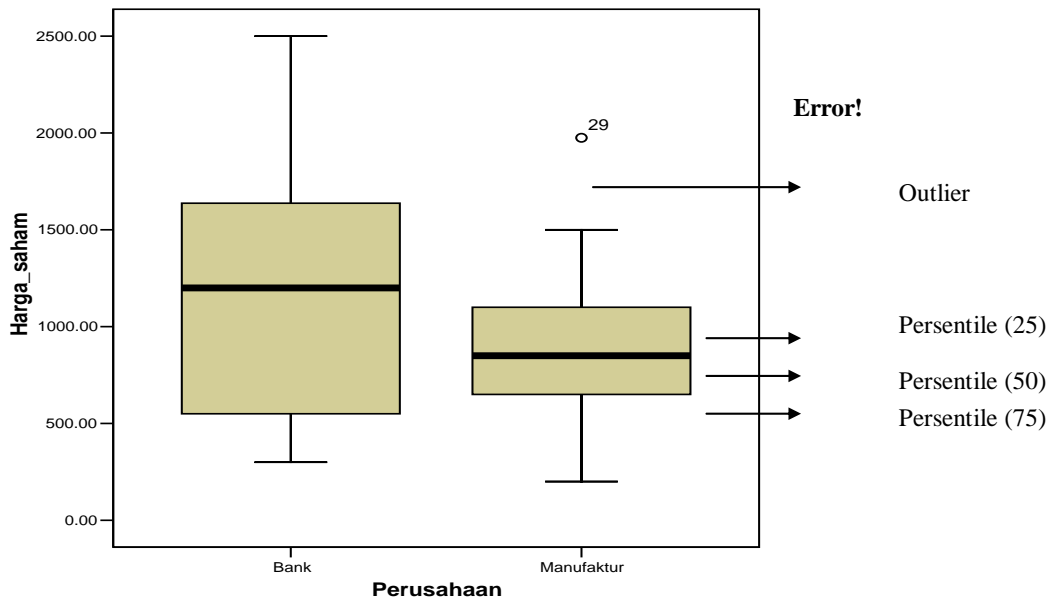 2500.00
2000.00
1500.00
1000.00
500.00
0.00
Harga_saham
29
Bank
Manufaktur
Perusahaan
Error!
Outlier
Persentile (25)
Persentile (50)
Persentile (75)